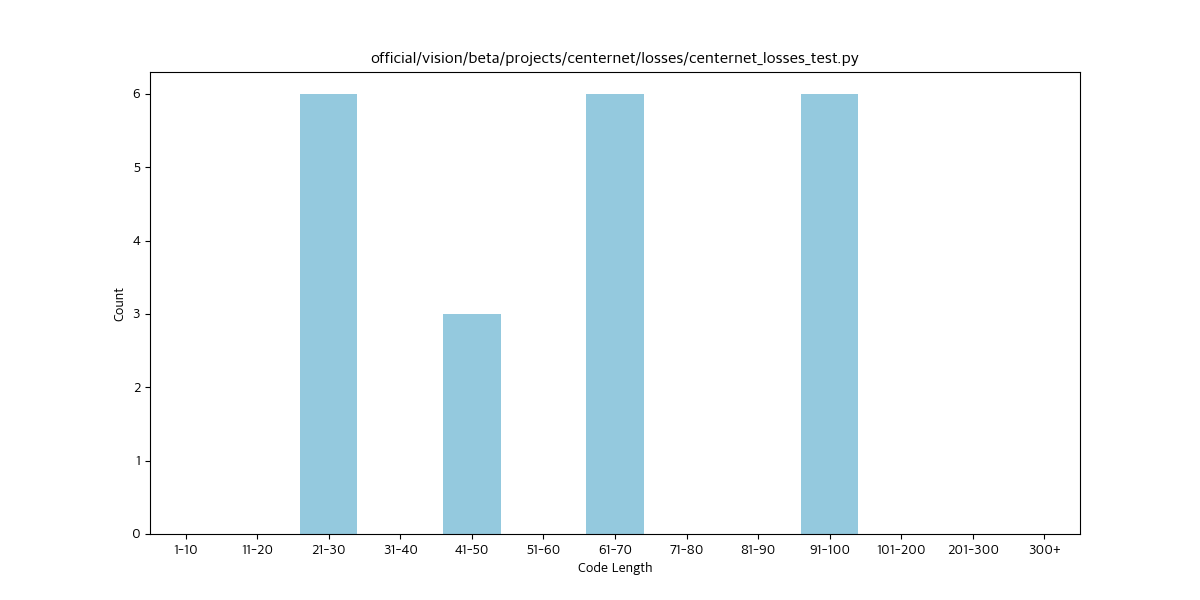 official/vision/beta/projects/centernet/losses/centernet_losses_test.py
6
5
4
3
2
1
0
Count
1-10 11-20 21-30 31-40 41-50 51-60 61-70 71-80 81-90 91-100 101-200 201-300 300+
Code Length